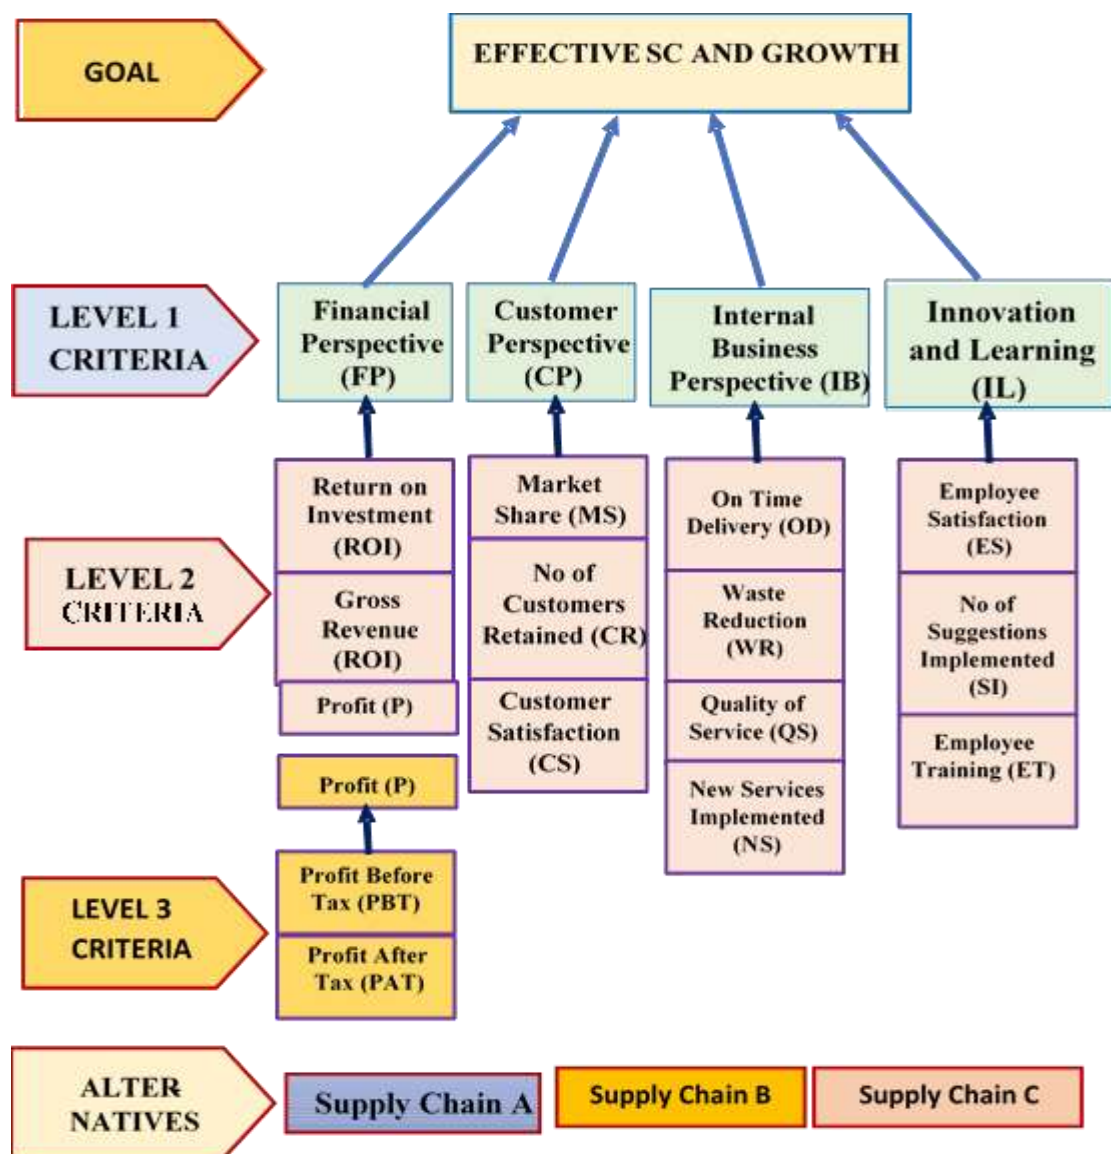 GOAL
EFFECTIVE SC AND GROWTH
LEVEL 1
CRITERIA
Financial
Perspective
(FP)
Customer
Perspective
(CP)
Internal
Business
Perspective (IB)
Innovation
and Learning
(IL)
LEVEL 2
CRITERIA
Return on
Investment
(ROI)
Gross
Revenue
(ROI)
Profit (P)
Market
Share (MS)
No of
Customers
Retained (CR)
Customer
Satisfaction
(CS)
On Time
Delivery (OD)
Waste
Reduction
(WR)
Quality of
Service (QS)
New Services
Implemented
(NS)
Employee
Satisfaction
(ES)
No of
Suggestions
Implemented
(SI)
Employee
Training (ET)
Profit (P)
LEVEL 3
CRITERIA
Profit Before
Tax (PBT)
Profit After
Tax (PAT)
ALTER
NATIVES
Supply Chain A
Supply Chain B
Supply Chain C